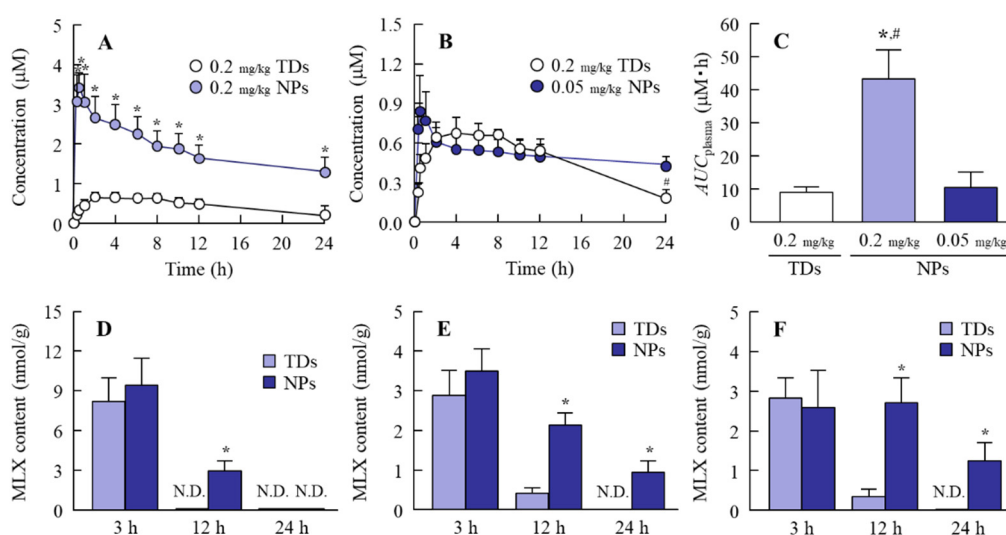 A
Concentration (μM)
5
4
3
2
1
0
0 4 8 12 16 20 24
Time (h)
0.2 mg/kg TDs
0.2 mg/kg NPs
* * * * * * * * * * *
B
Concentration (μM)
1.5
1.2
0.9
0.6
0.3
0.0
0 4 8 12 16 20 24
Time (h)
0.2 mg/kg TDs
0.05 mg/kg NPs
#
C
AUCplasma (μM·h)
60
50
40
30
20
10
0
*,#
0.2 mg/kg 0.2 mg/kg 0.05 mg/kg
TDs NPs
D
MLX content (nmol/g)
15
12
9
6
3
0
TDs
NPs
*
N.D. N.D. N.D.
3 h 12 h 24 h
E
MLX content (nmol/g)
5
4
3
2
1
0
TDs
NPs
*
*
N.D.
3 h 12 h 24 h
F
MLX content (nmol/g)
5
4
3
2
1
0
TDs
NPs
*
*
N.D.
3 h 12 h 24 h